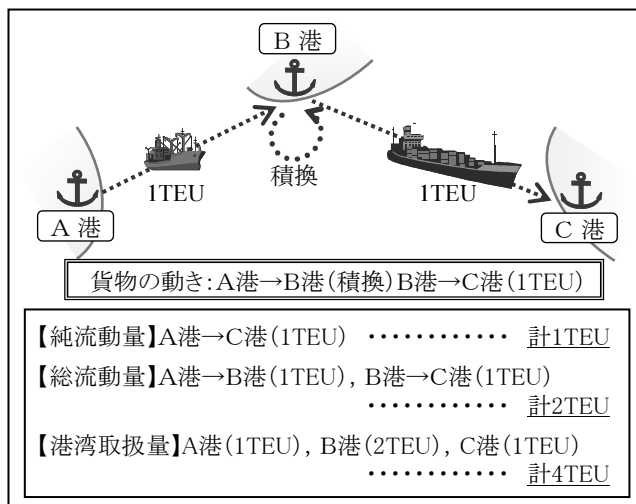 B 港
積換
1TEU
1TEU
A 港
C 港
貨物の動き:A港→B港(積換)B港→C港(1TEU)
【純流動量】A港→C港(1TEU) ‥‥‥‥‥‥ 計1TEU
【総流動量】A港→B港(1TEU), B港→C港(1TEU)
‥‥‥‥‥‥ 計2TEU
【港湾取扱量】A港(1TEU), B港(2TEU), C港(1TEU)
‥‥‥‥‥‥ 計4TEU